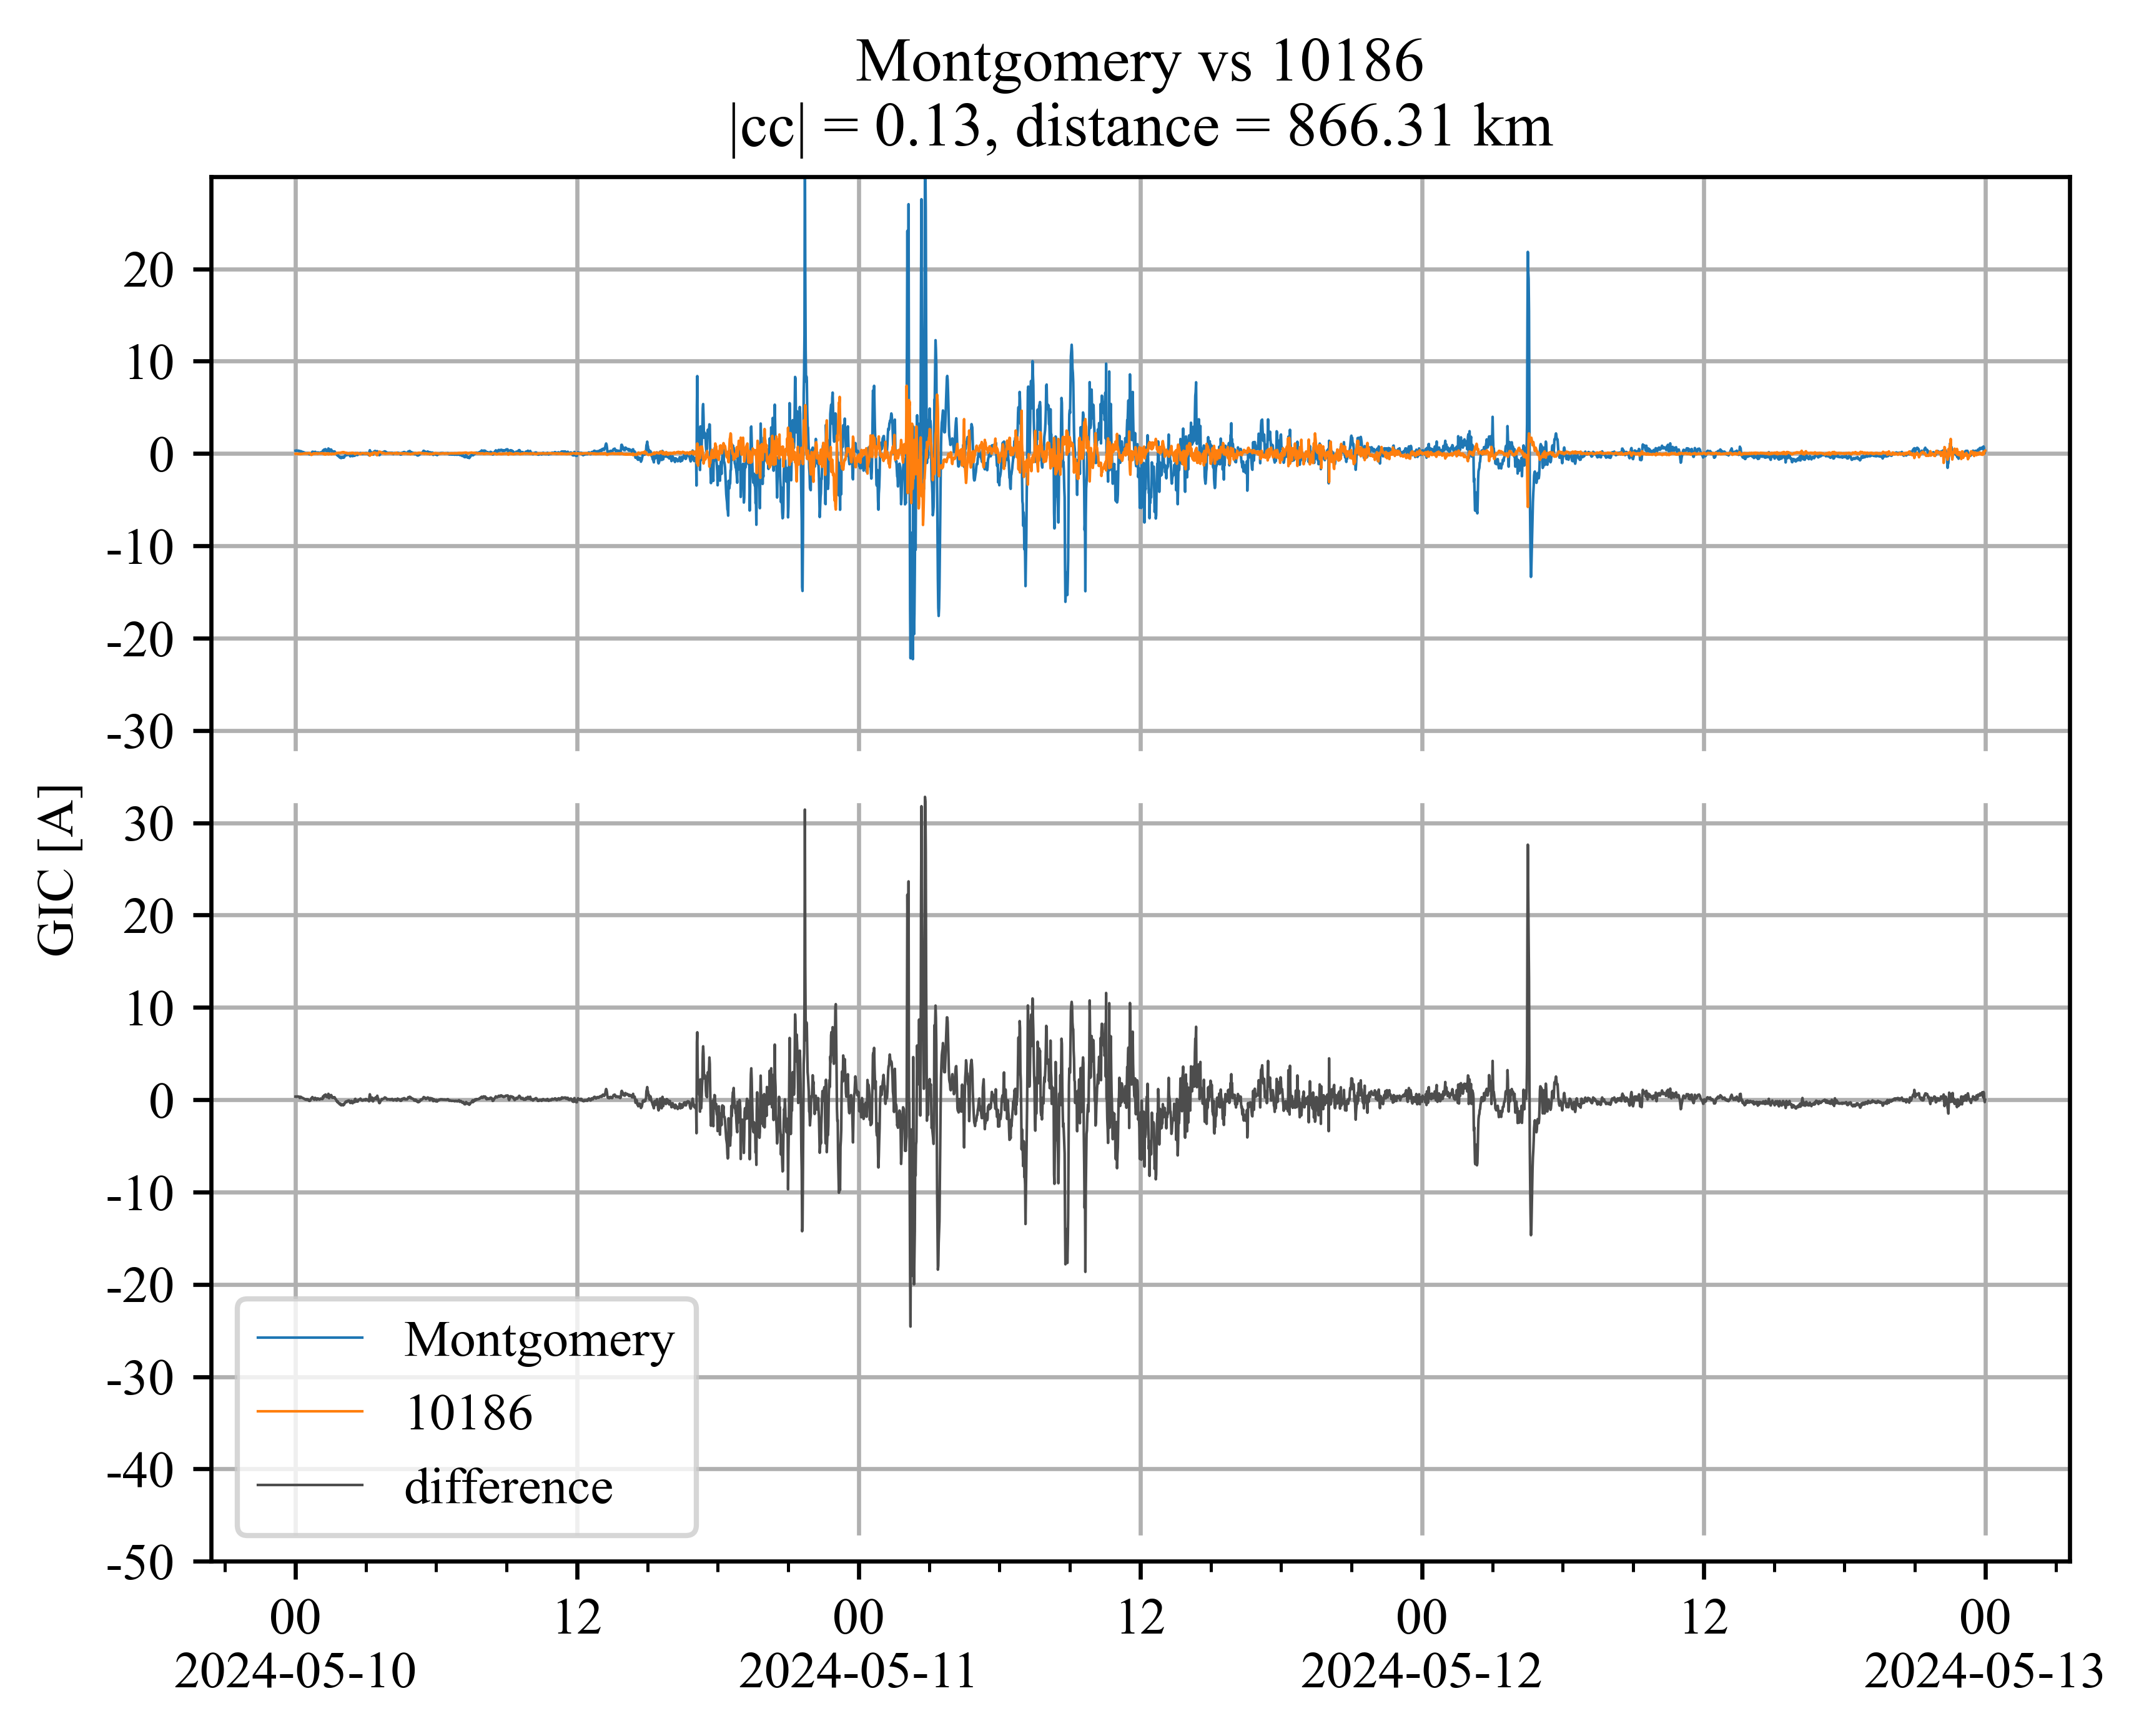 Montgomery vs 10186
|cc| = 0.13, distance = 866.31 km
20
10
0
-10
-20
-30
30
20
10
0
-10
-20
-30
-40
-50
GIC [A]
Montgomery
10186
difference
00 12 00 12 00 12 00
2024-05-10 2024-05-11 2024-05-12 2024-05-13